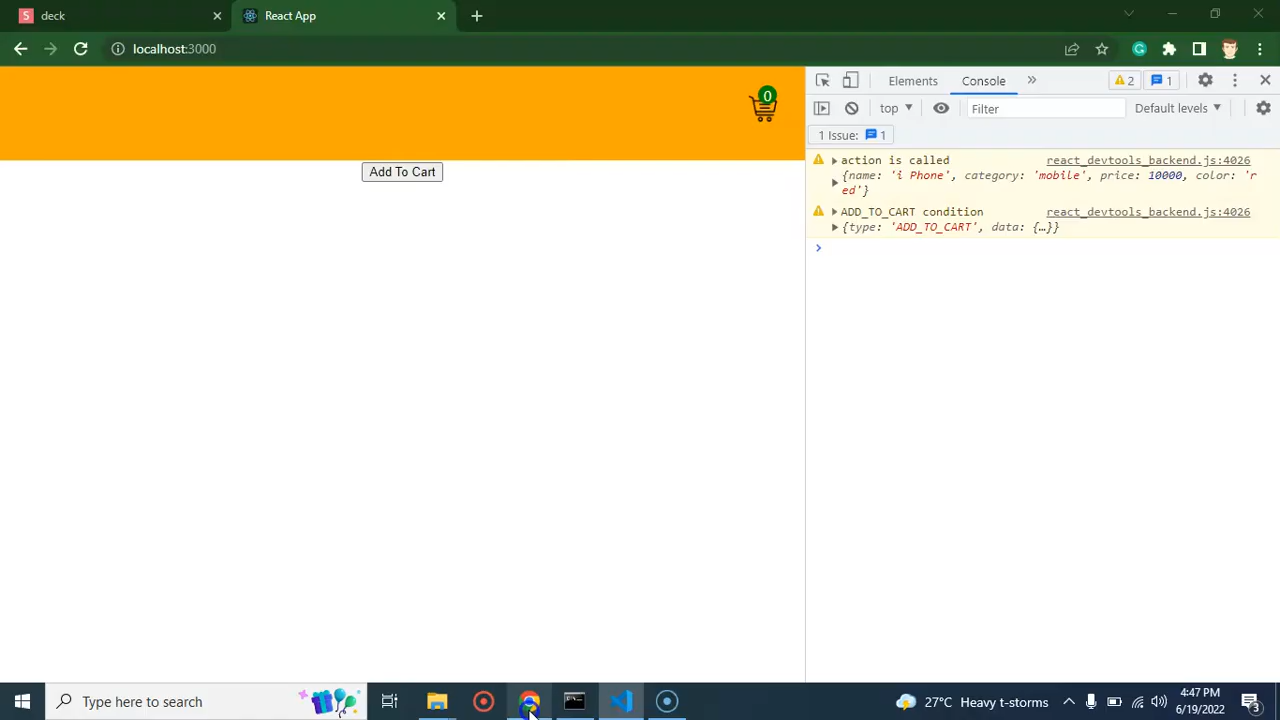 deck
React App
localhost:3000
0
Add To Cart
Elements
Console
2
1
top
Filter
Default levels
1 Issue:
1
action is called
react_devtools_backend.js:4026
{name: 'i Phone', category: 'mobile', price: 10000, color: 'r
ed'}
ADD_TO_CART condition
react_devtools_backend.js:4026
{type: 'ADD_TO_CART', data: {…}}
Type here to search
27°C Heavy t-storms
4:47 PM
6/19/2022
3